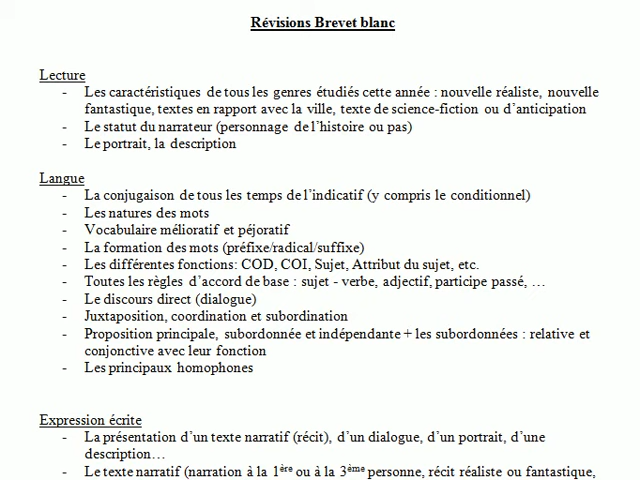 Révisions Brevet blanc
Lecture
- Les caractéristiques de tous les genres étudiés cette année : nouvelle réaliste, nouvelle
fantastique, textes en rapport avec la ville, texte de science-fiction ou d’anticipation
- Le statut du narrateur (personnage de l’histoire ou pas)
- Le portrait, la description
Langue
- La conjugaison de tous les temps de l’indicatif (y compris le conditionnel)
- Les natures des mots
- Vocabulaire mélioratif et péjoratif
- La formation des mots (préfixe/radical/suffixe)
- Les différentes fonctions: COD, COI, Sujet, Attribut du sujet, etc.
- Toutes les règles d’accord de base : sujet - verbe, adjectif, participe passé, …
- Le discours direct (dialogue)
- Juxtaposition, coordination et subordination
- Proposition principale, subordonnée et indépendante + les subordonnées : relative et
conjonctive avec leur fonction
- Les principaux homophones
Expression écrite
- La présentation d’un texte narratif (récit), d’un dialogue, d’un portrait, d’une
description…
- Le texte narratif (narration à la 1ère ou à la 3ème personne, récit réaliste ou fantastique,